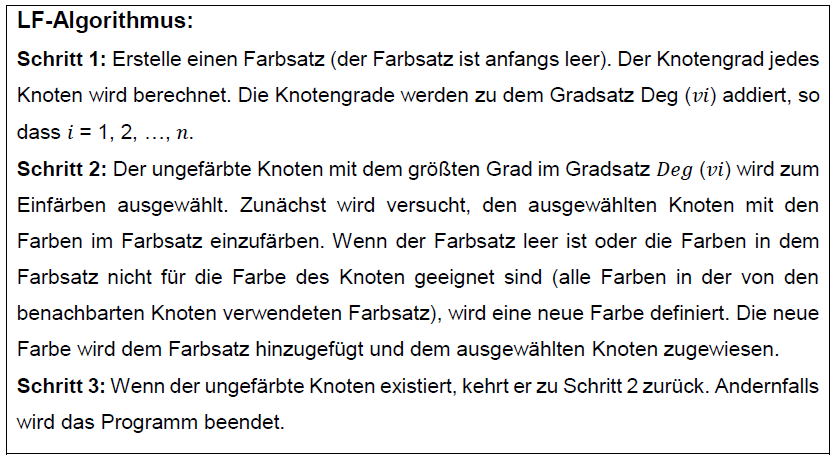 LF-Algorithmus:
Schritt 1: Erstelle einen Farbsatz (der Farbsatz ist anfangs leer). Der Knotengrad jedes
Knoten wird berechnet. Die Knotengrade werden zu dem Gradsatz Deg (𝑣𝑖) addiert, so
dass 𝑖 = 1, 2, …, 𝑛.
Schritt 2: Der ungefärbte Knoten mit dem größten Grad im Gradsatz 𝐷𝑒𝑔 (𝑣𝑖) wird zum
Einfärben ausgewählt. Zunächst wird versucht, den ausgewählten Knoten mit den
Farben im Farbsatz einzufärben. Wenn der Farbsatz leer ist oder die Farben in dem
Farbsatz nicht für die Farbe des Knoten geeignet sind (alle Farben in der von den
benachbarten Knoten verwendeten Farbsatz), wird eine neue Farbe definiert. Die neue
Farbe wird dem Farbsatz hinzugefügt und dem ausgewählten Knoten zugewiesen.
Schritt 3: Wenn der ungefärbte Knoten existiert, kehrt er zu Schritt 2 zurück. Andernfalls
wird das Programm beendet.